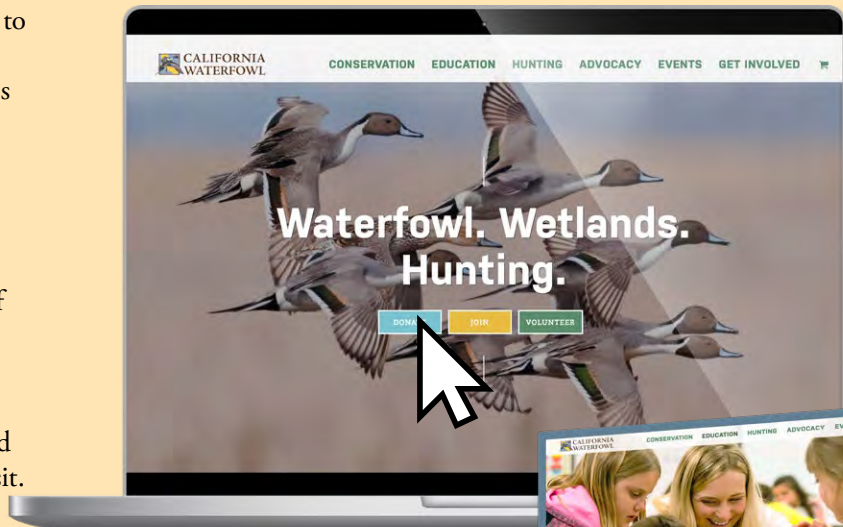 to
s
f
d
sit.
CALIFORNIA
WATERFOWL
CONSERVATION EDUCATION HUNTING ADVOCACY EVENTS GET INVOLVED
Waterfowl. Wetlands.
Hunting.
JOIN VOLUNTEER
CALIFORNIA
WATERFOWL
CONSERVATION EDUCATION HUNTING ADVOCACY